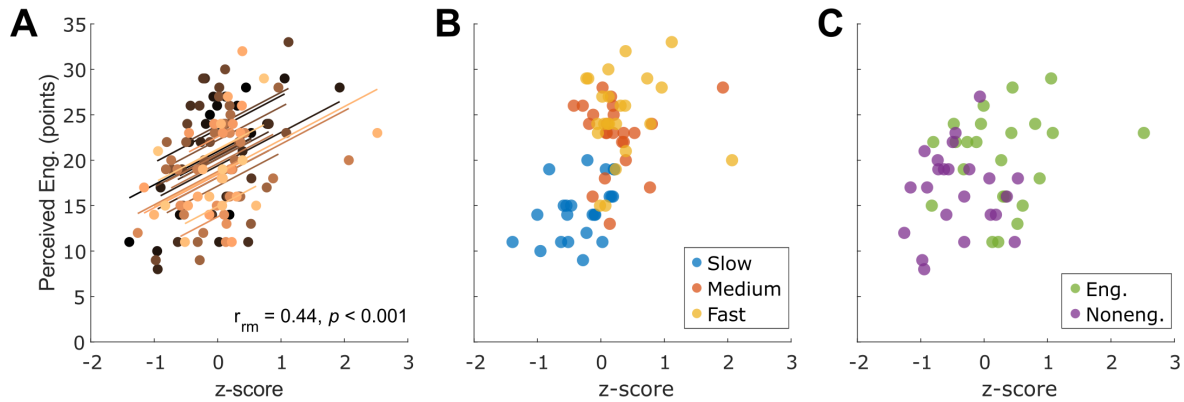 A
B
C
Perceived Eng. (points)
35
30
25
20
15
10
5
0
r_rm = 0.44, p < 0.001
-2 -1 0 1 2 3
z-score
Slow
Medium
Fast
-2 -1 0 1 2 3
z-score
Eng.
Noneng.
-2 -1 0 1 2 3
z-score